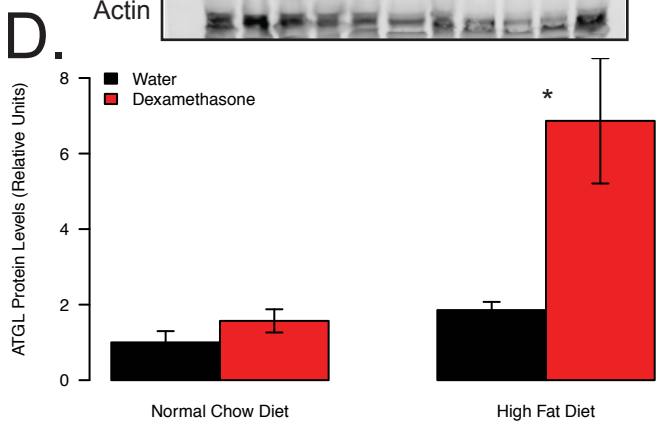 Actin
D.
Water
Dexamethasone
*
ATGL Protein Levels (Relative Units)
8
6
4
2
0
Normal Chow Diet
High Fat Diet